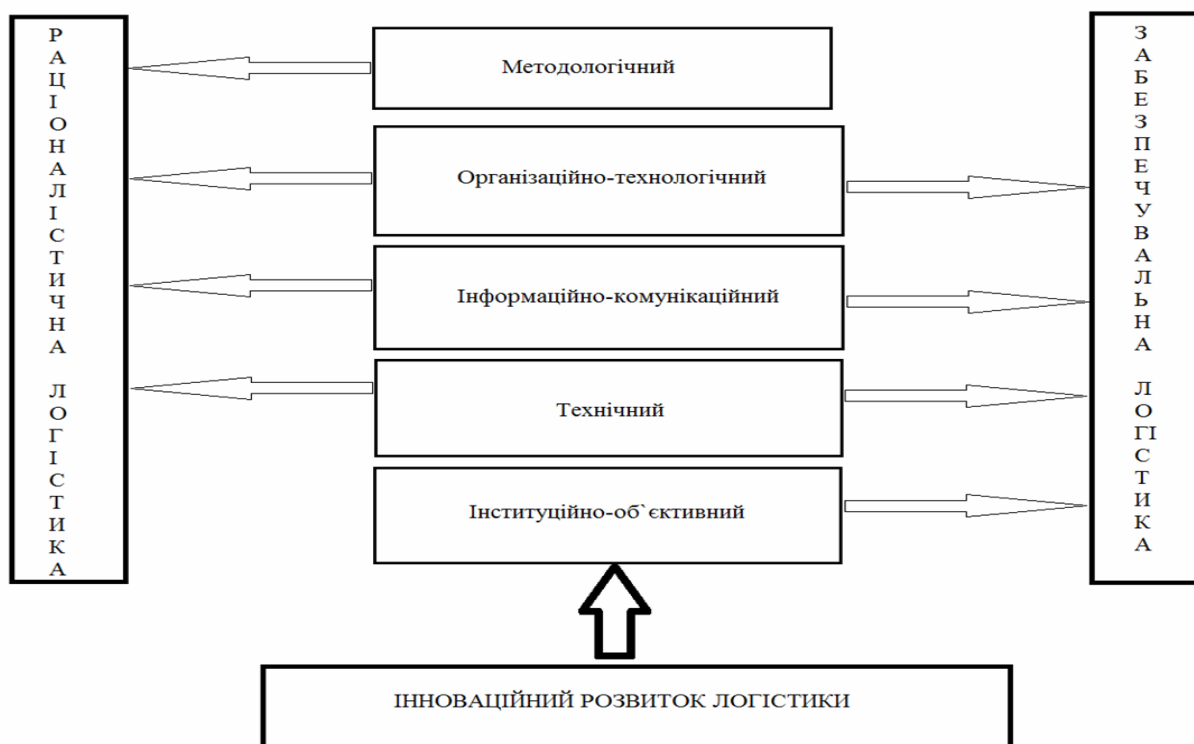 РАЦІОНАЛІСТИЧНА ЛОГІСТИКА
Методологічний
Організаційно-технологічний
Інформаційно-комунікаційний
Технічний
Інституційно-об`єктивний
ЗАБЕЗПЕЧУВАЛЬНА ЛОГІСТИКА
ІННОВАЦІЙНИЙ РОЗВИТОК ЛОГІСТИКИ